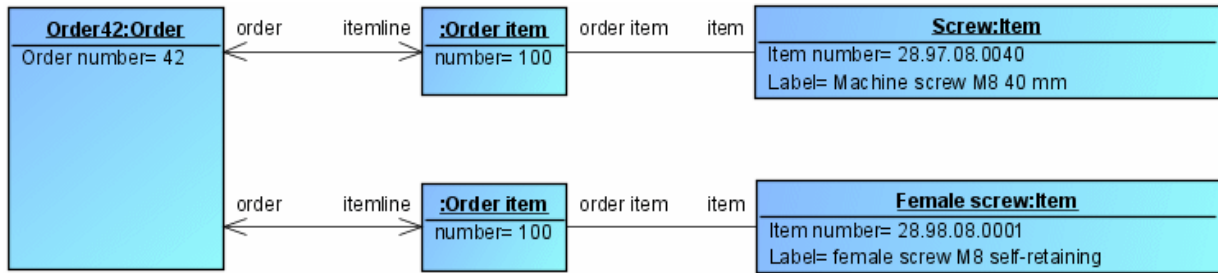 Order42:Order
Order number= 42
order
itemline
:Order item
number= 100
order item
item
Screw:Item
Item number= 28.97.08.0040
Label= Machine screw M8 40 mm
order
itemline
:Order item
number= 100
order item
item
Female screw:Item
Item number= 28.98.08.0001
Label= female screw M8 self-retaining